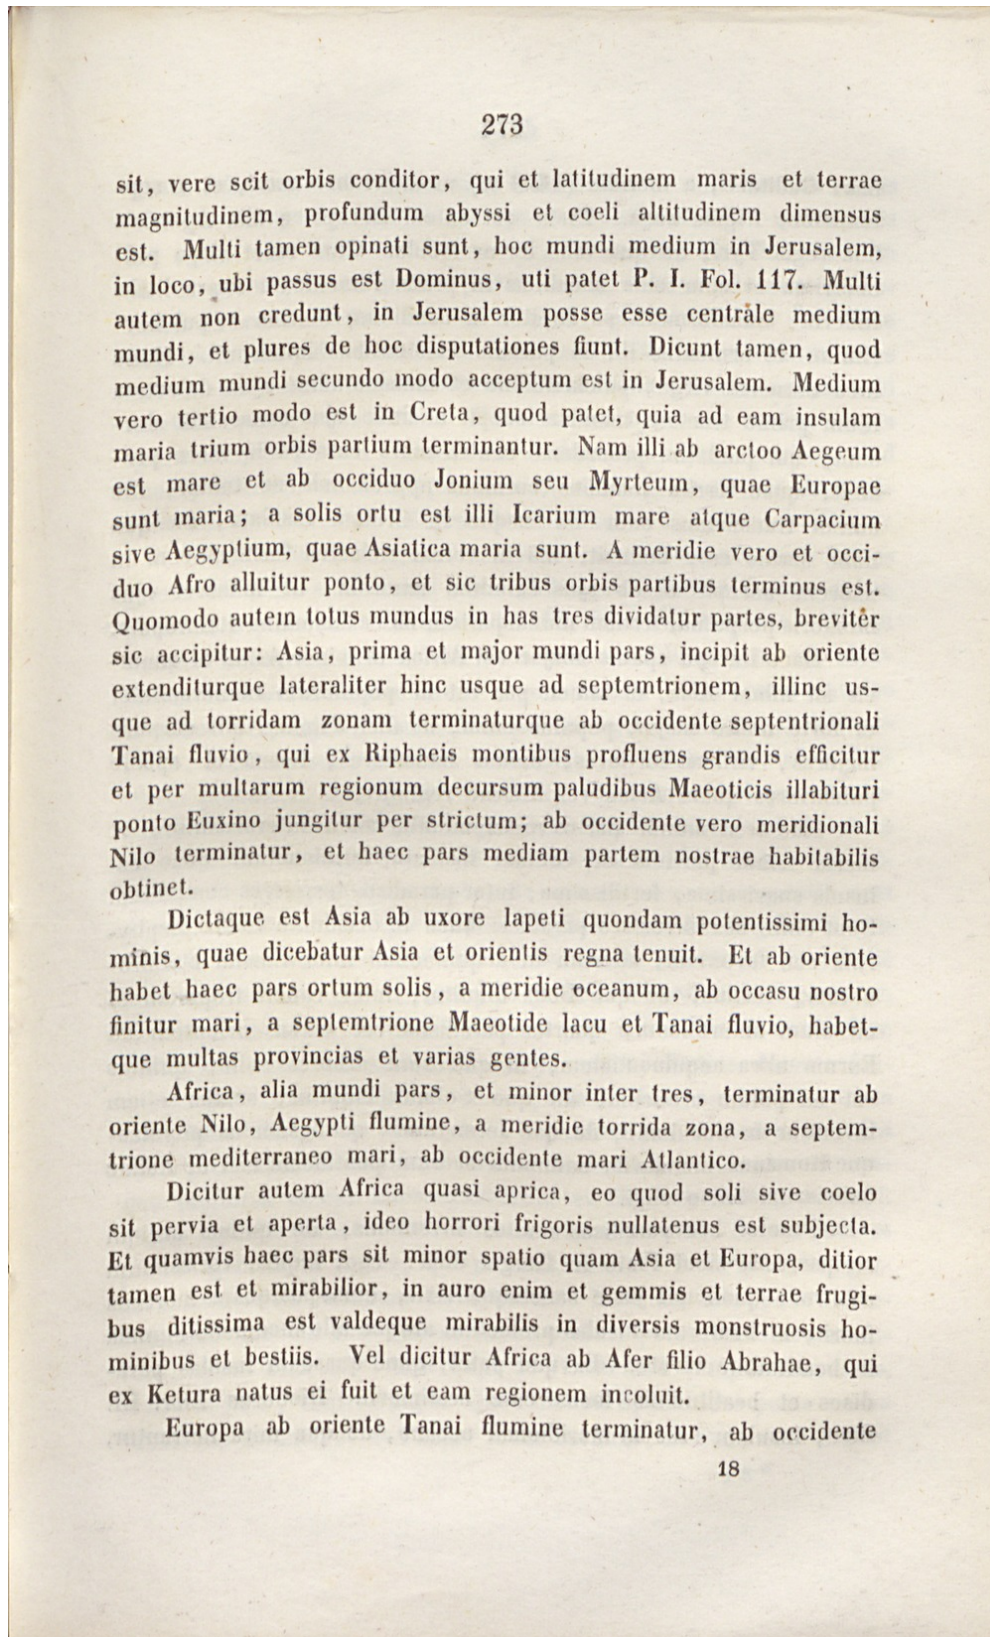 273
sit, vere scit orbis conditor, qui et latitudinem maris et terrae
magnitudinem, profundum abyssi et coeli altitudinem dimensus
est. Multi tamen opinati sunt, hoc mundi medium in Jerusalem,
in loco, ubi passus est Dominus, uti patet P. I. Fol. 117. Multi
autem non credunt, in Jerusalem posse esse centrale medium
mundi, et plures de hoc disputationes fiunt. Dicunt tamen, quod
medium mundi secundo modo acceptum est in Jerusalem. Medium
vero tertio modo est in Creta, quod patet, quia ad eam insulam
maria trium orbis partium terminantur. Nam illi ab arctoo Aegeum
est mare et ab occiduo Jonium seu Myrteum, quae Europae
sunt maria; a solis ortu est illi Icarium mare atque Carpacium
sive Aegyptium, quae Asiatica maria sunt. A meridie vero et occi-
duo Afro alluitur ponto, et sic tribus orbis partibus terminus est.
Quomodo autem totus mundus in has tres dividatur partes, breviter
sic accipitur: Asia, prima et major mundi pars, incipit ab oriente
extenditurque lateraliter hinc usque ad septemtrionem, illinc us-
que ad torridam zonam terminaturque ab occidente septentrionali
Tanai fluvio, qui ex Riphaeis montibus profluens grandis efficitur
et per multarum regionum decursum paludibus Maeoticis illabituri
ponto Euxino jungitur per strictum; ab occidente vero meridionali
Nilo terminatur, et haec pars mediam partem nostrae habitabilis
obtinet.
Dictaque est Asia ab uxore Iapeti quondam potentissimi ho-
minis, quae dicebatur Asia et orientis regna tenuit. Et ab oriente
habet haec pars ortum solis, a meridie oceanum, ab occasu nostro
finitur mari, a septemtrione Maeotide lacu et Tanai fluvio, habet-
que multas provincias et varias gentes.
Africa, alia mundi pars, et minor inter tres, terminatur ab
oriente Nilo, Aegypti flumine, a meridie torrida zona, a septem-
trione mediterraneo mari, ab occidente mari Atlantico.
Dicitur autem Africa quasi aprica, eo quod soli sive coelo
sit pervia et aperta, ideo horrori frigoris nullatenus est subjecta.
Et quamvis haec pars sit minor spatio quam Asia et Europa, ditior
tamen est et mirabilior, in auro enim et gemmis et terrae frugi-
bus ditissima est valdeque mirabilis in diversis monstruosis ho-
minibus et bestiis. Vel dicitur Africa ab Afer filio Abrahae, qui
ex Ketura natus ei fuit et eam regionem incoluit.
Europa ab oriente Tanai flumine terminatur, ab occidente
18